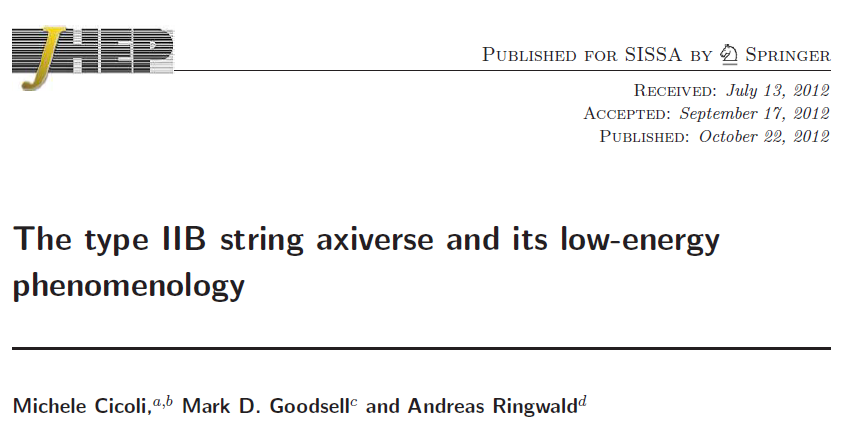 JHEP
PUBLISHED FOR SISSA BY Springer
RECEIVED: July 13, 2012
ACCEPTED: September 17, 2012
PUBLISHED: October 22, 2012
The type IIB string axiverse and its low-energy
phenomenology
Michele Cicoli,a,b Mark D. Goodsellc and Andreas Ringwaldd